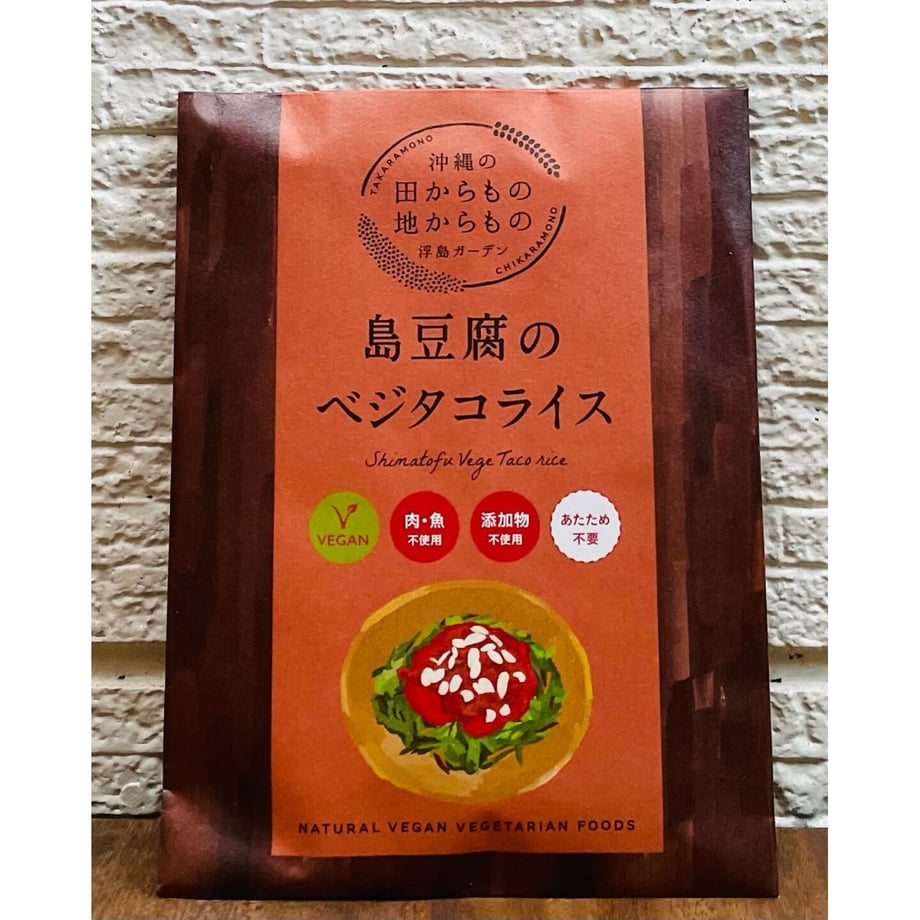 TAKARAMONO
沖縄の
田からもの
地からもの
浮島ガーデン
CHIKARAMONO
島豆腐の
ベジタコライス
Shimatofu Vege Taco rice
VEGAN
肉・魚
不使用
添加物
不使用
あたため
不要
NATURAL VEGAN VEGETARIAN FOODS